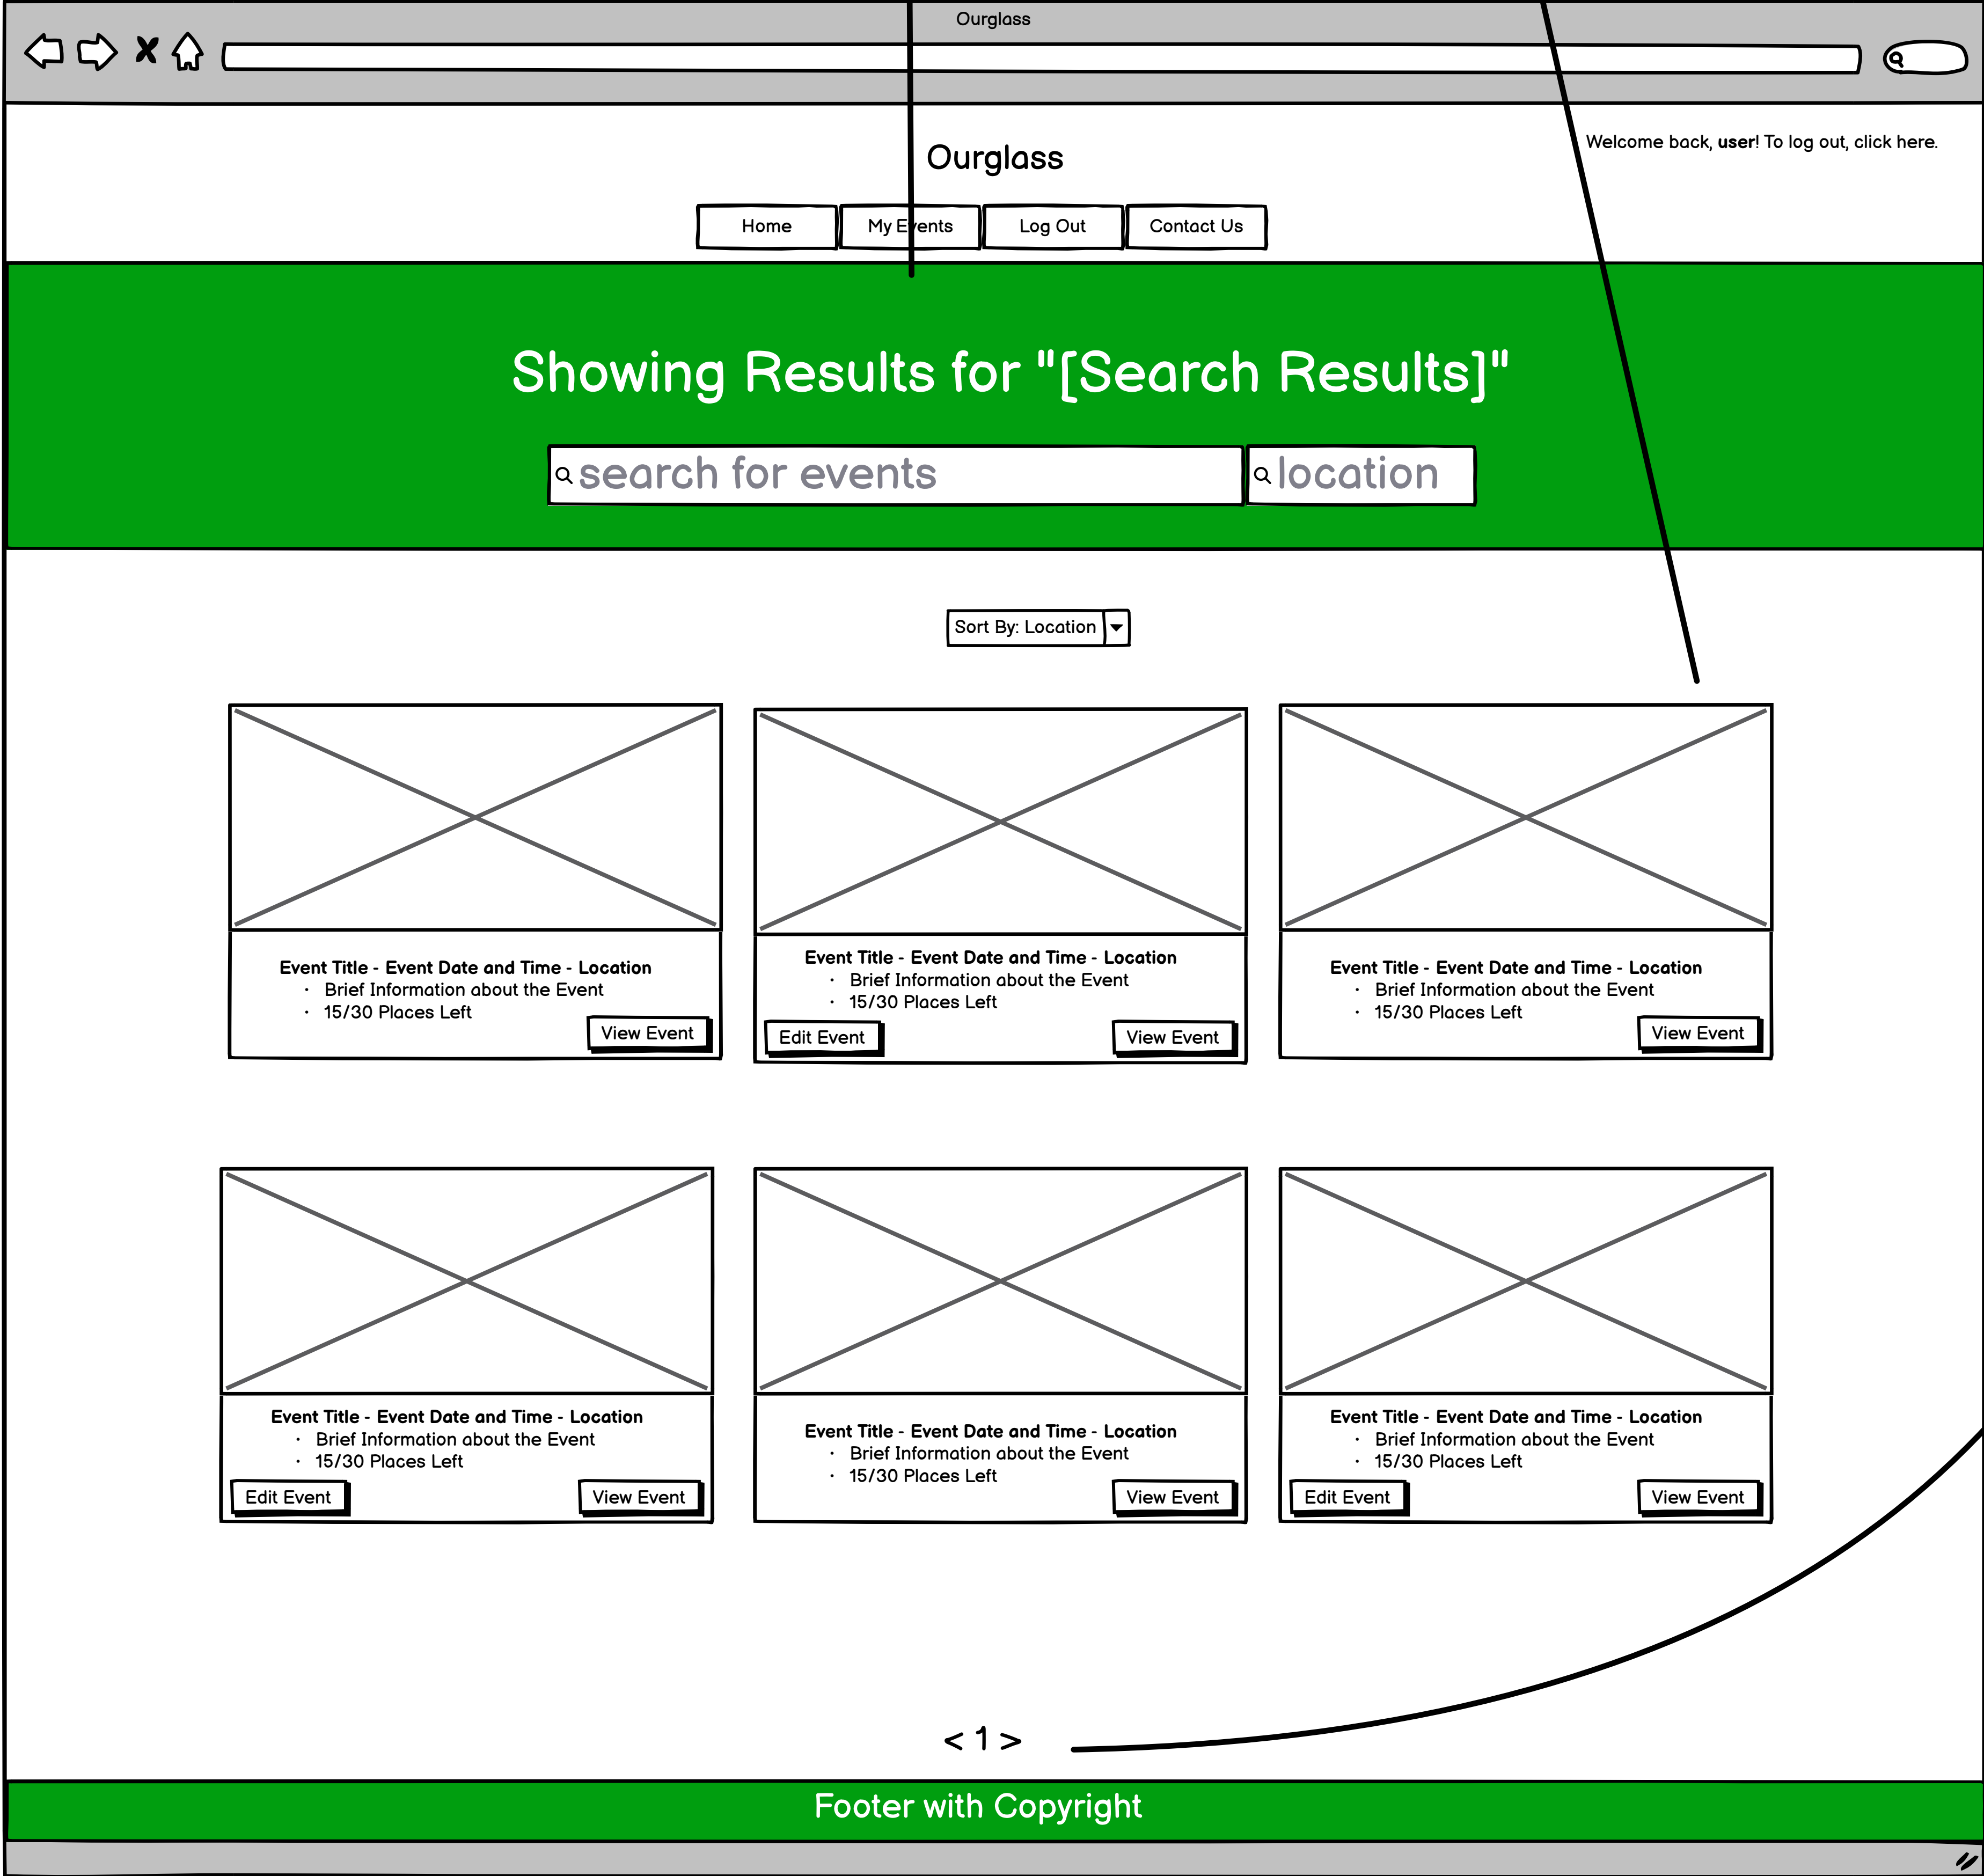 Ourglass
Welcome back, user! To log out, click here.
Ourglass
Home My Events Log Out Contact Us
Showing Results for "[Search Results]"
search for events location
Sort By: Location
Event Title - Event Date and Time - Location
· Brief Information about the Event
· 15/30 Places Left
View Event
Event Title - Event Date and Time - Location
· Brief Information about the Event
· 15/30 Places Left
Edit Event View Event
Event Title - Event Date and Time - Location
· Brief Information about the Event
· 15/30 Places Left
View Event
Event Title - Event Date and Time - Location
· Brief Information about the Event
· 15/30 Places Left
Edit Event View Event
Event Title - Event Date and Time - Location
· Brief Information about the Event
· 15/30 Places Left
View Event
Event Title - Event Date and Time - Location
· Brief Information about the Event
· 15/30 Places Left
Edit Event View Event
< 1 >
Footer with Copyright